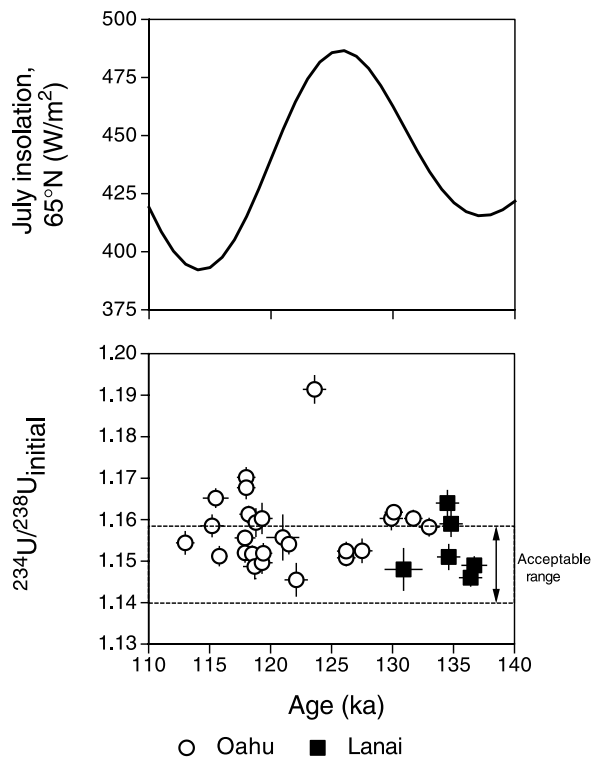 July insolation,
65°N (W/m²)
500
475
450
425
400
375
²³⁴U/²³⁸U initial
1.20
1.19
1.18
1.17
1.16
1.15
1.14
1.13
Acceptable
range
110 115 120 125 130 135 140
Age (ka)
Oahu Lanai